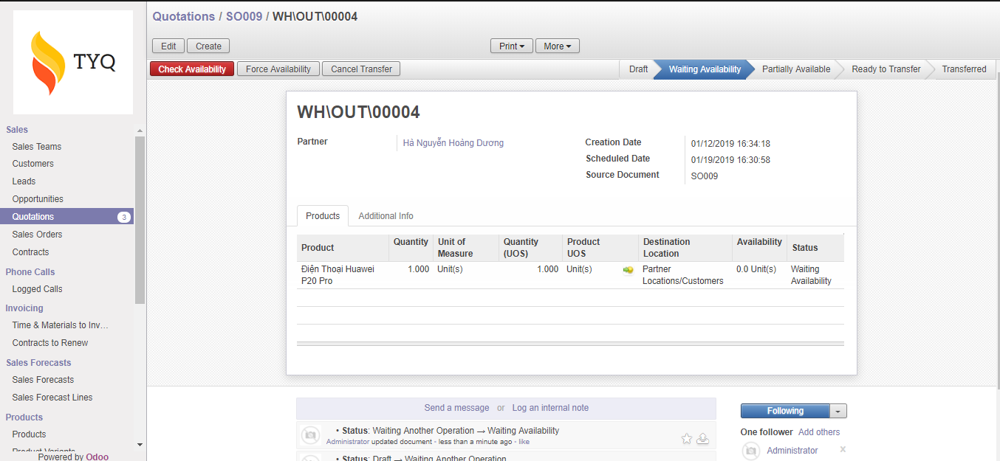 TYQ
Sales
Sales Teams
Customers
Leads
Opportunities
Quotations 3
Sales Orders
Contracts
Phone Calls
Logged Calls
Invoicing
Time & Materials to Inv…
Contracts to Renew
Sales Forecasts
Sales Forecasts
Sales Forecast Lines
Products
Products
Product Variants
Powered by Odoo
Quotations / SO009 / WH\OUT\00004
Edit Create Print More
Check Availability Force Availability Cancel Transfer Draft Waiting Availability Partially Available Ready to Transfer Transferred
WH\OUT\00004
Partner Hà Nguyễn Hoàng Dương
Creation Date 01/12/2019 16:34:18
Scheduled Date 01/19/2019 16:30:58
Source Document SO009
Products Additional Info
Product Quantity Unit of Measure Quantity (UOS) Product UOS Destination Location Availability Status
Điện Thoại Huawei P20 Pro 1.000 Unit(s) 1.000 Unit(s) Partner Locations/Customers 0.0 Unit(s) Waiting Availability
Send a message or Log an internal note
• Status: Waiting Another Operation → Waiting Availability
Administrator updated document - less than a minute ago - like
• Status: Draft → Waiting Another Operation
Following
One follower Add others
Administrator x